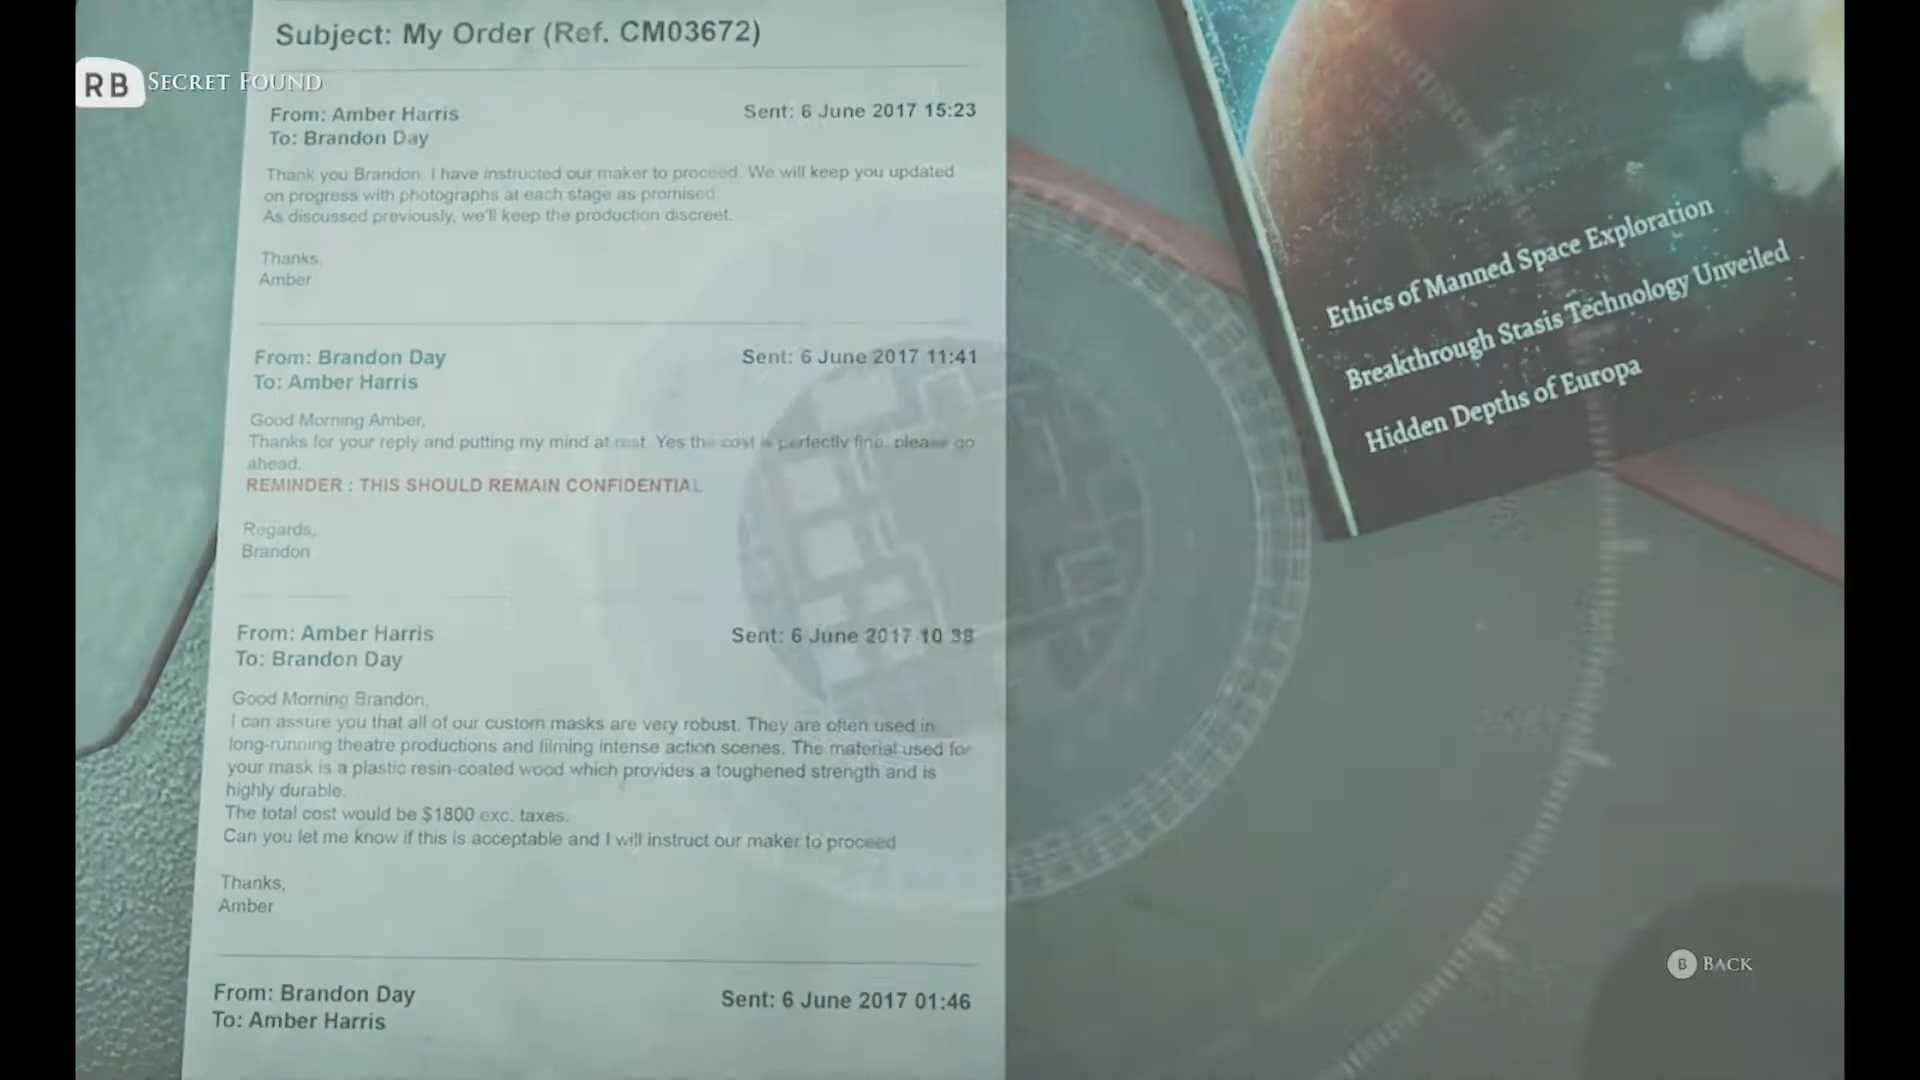 Subject: My Order (Ref. CM03672)
RB SECRET FOUND
From: Amber Harris
Sent: 6 June 2017 15:23
To: Brandon Day
Thank you Brandon. I have instructed our maker to proceed. We will keep you updated
on progress with photographs at each stage as promised
As discussed previously, we'll keep the production discreet.
Thanks,
Amber
From: Brandon Day
Sent: 6 June 2017 11:41
To: Amber Harris
Good Morning Amber,
Thanks for your reply and putting my mind at rest. Yes the cost is perfectly fine, please go
ahead.
REMINDER : THIS SHOULD REMAIN CONFIDENTIAL
Regards,
Brandon
From: Amber Harris
Sent: 6 June 2017 10:38
To: Brandon Day
Good Morning Brandon,
I can assure you that all of our custom masks are very robust. They are often used in
long-running theatre productions and filming intense action scenes. The material used for
your mask is a plastic resin-coated wood which provides a toughened strength and is
highly durable.
The total cost would be $1800 exc. taxes.
Can you let me know if this is acceptable and I will instruct our maker to proceed
Thanks,
Amber
From: Brandon Day
Sent: 6 June 2017 01:46
To: Amber Harris
Ethics of Manned Space Exploration
Breakthrough Stasis Technology Unveiled
Hidden Depths of Europa
B BACK